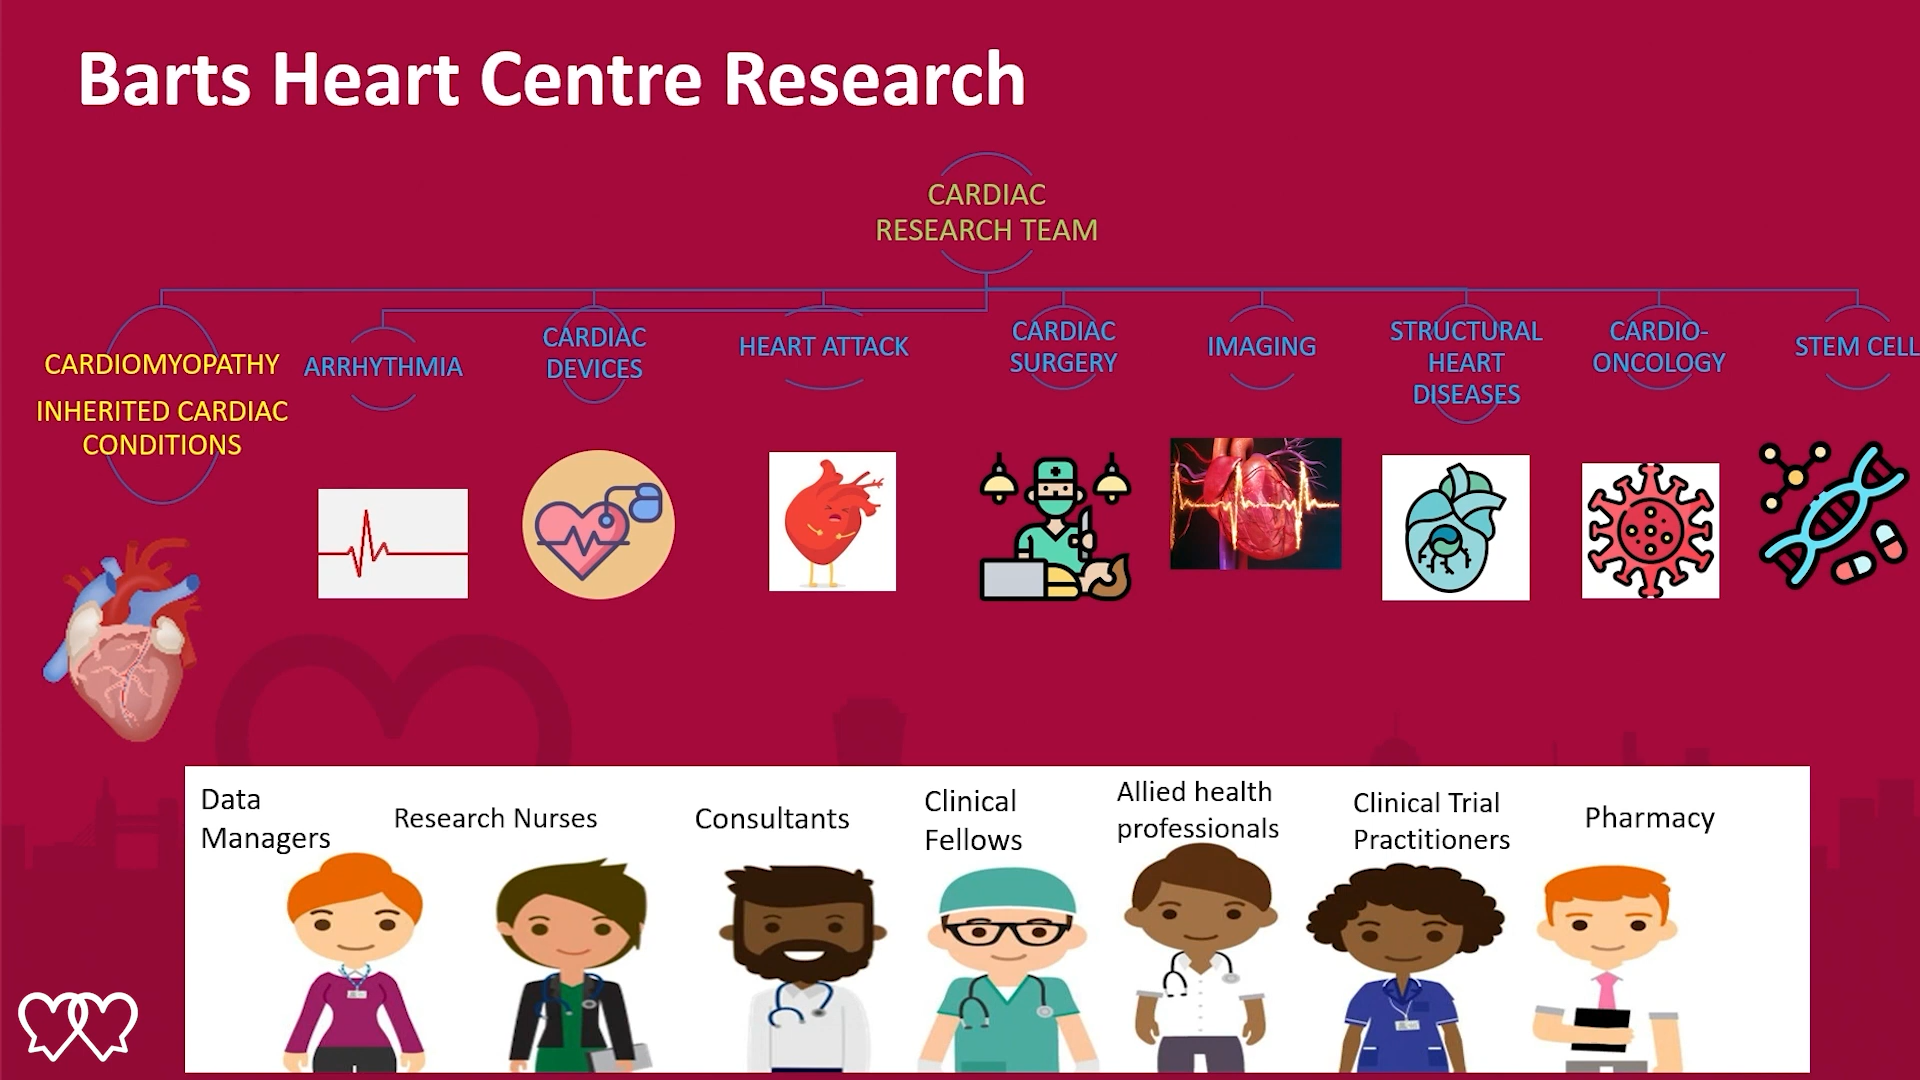 Barts Heart Centre Research
CARDIAC
RESEARCH TEAM
CARDIOMYOPATHY
INHERITED CARDIAC
CONDITIONS
ARRHYTHMIA
CARDIAC
DEVICES
HEART ATTACK
CARDIAC
SURGERY
IMAGING
STRUCTURAL
HEART
DISEASES
CARDIO-
ONCOLOGY
STEM CELL
Data
Managers
Research Nurses
Consultants
Clinical
Fellows
Allied health
professionals
Clinical Trial
Practitioners
Pharmacy